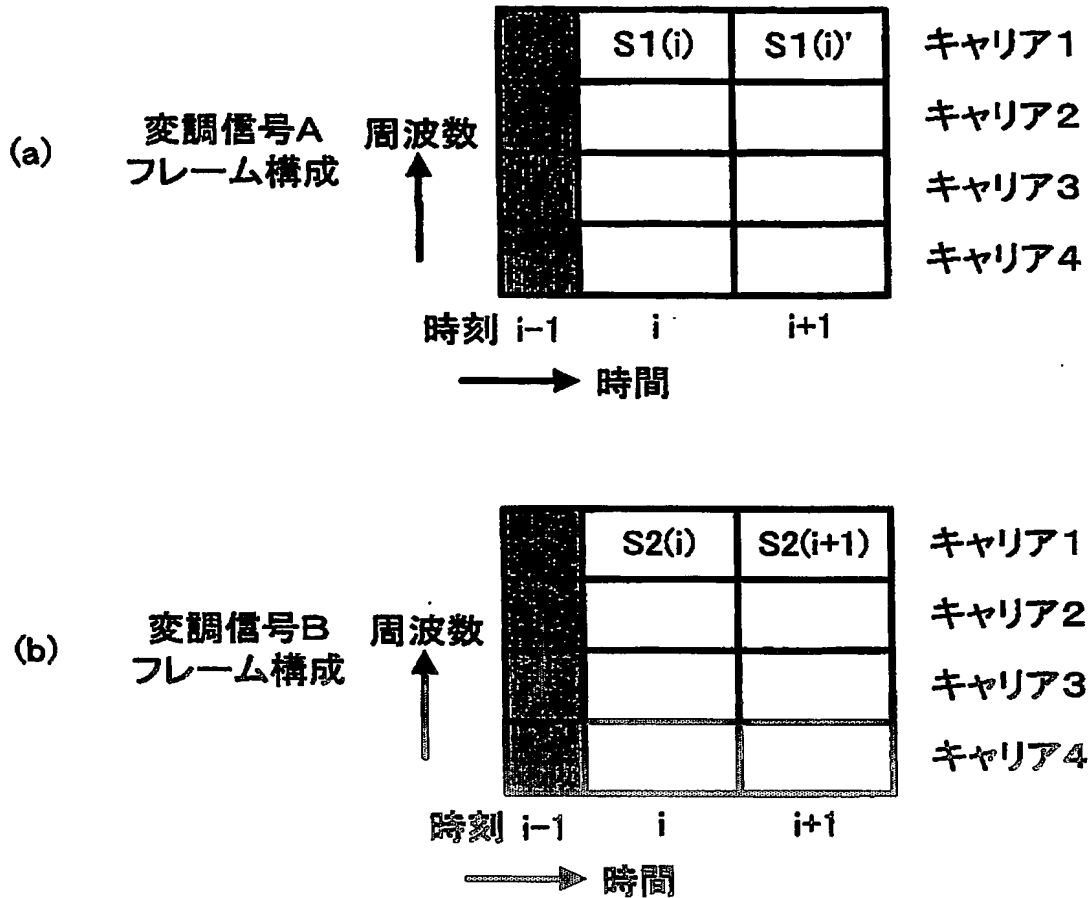 (a)
変調信号A
フレーム構成
周波数
S1(i) S1(i)' キャリア1
キャリア2
キャリア3
キャリア4
時刻 i-1 i i+1
時間
(b)
変調信号B
フレーム構成
周波数
S2(i) S2(i+1) キャリア1
キャリア2
キャリア3
キャリア4
時刻 i-1 i i+1
時間